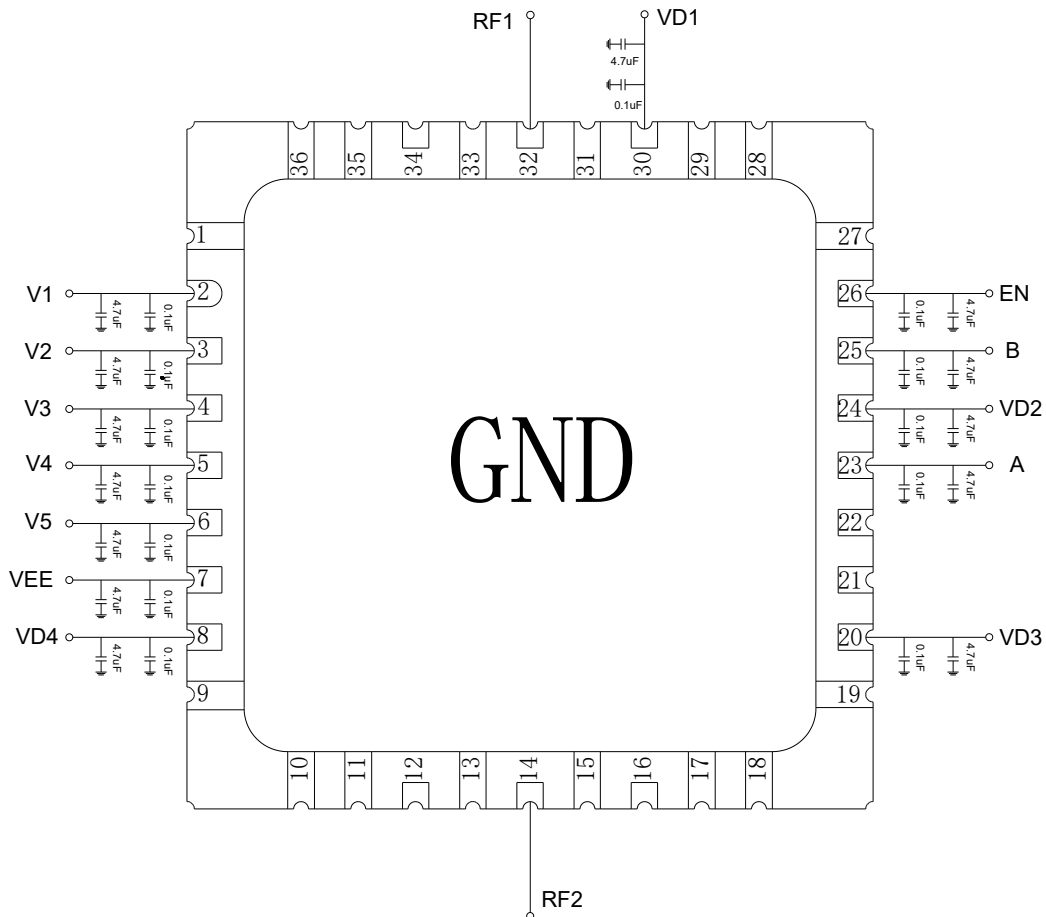 RF1
VD1
4.7uF
0.1uF
36 35 34 33 32 31 30 29 28
1
27
V1 4.7uF 0.1uF 2
26 0.1uF 4.7uF EN
V2 4.7uF 0.1uF 3
25 0.1uF 4.7uF B
V3 4.7uF 0.1uF 4
24 0.1uF 4.7uF VD2
V4 4.7uF 0.1uF 5
23 0.1uF 4.7uF A
GND
V5 4.7uF 0.1uF 6
22
VEE 4.7uF 0.1uF 7
21
VD4 4.7uF 0.1uF 8
20 0.1uF 4.7uF VD3
9
19
10 11 12 13 14 15 16 17 18
RF2